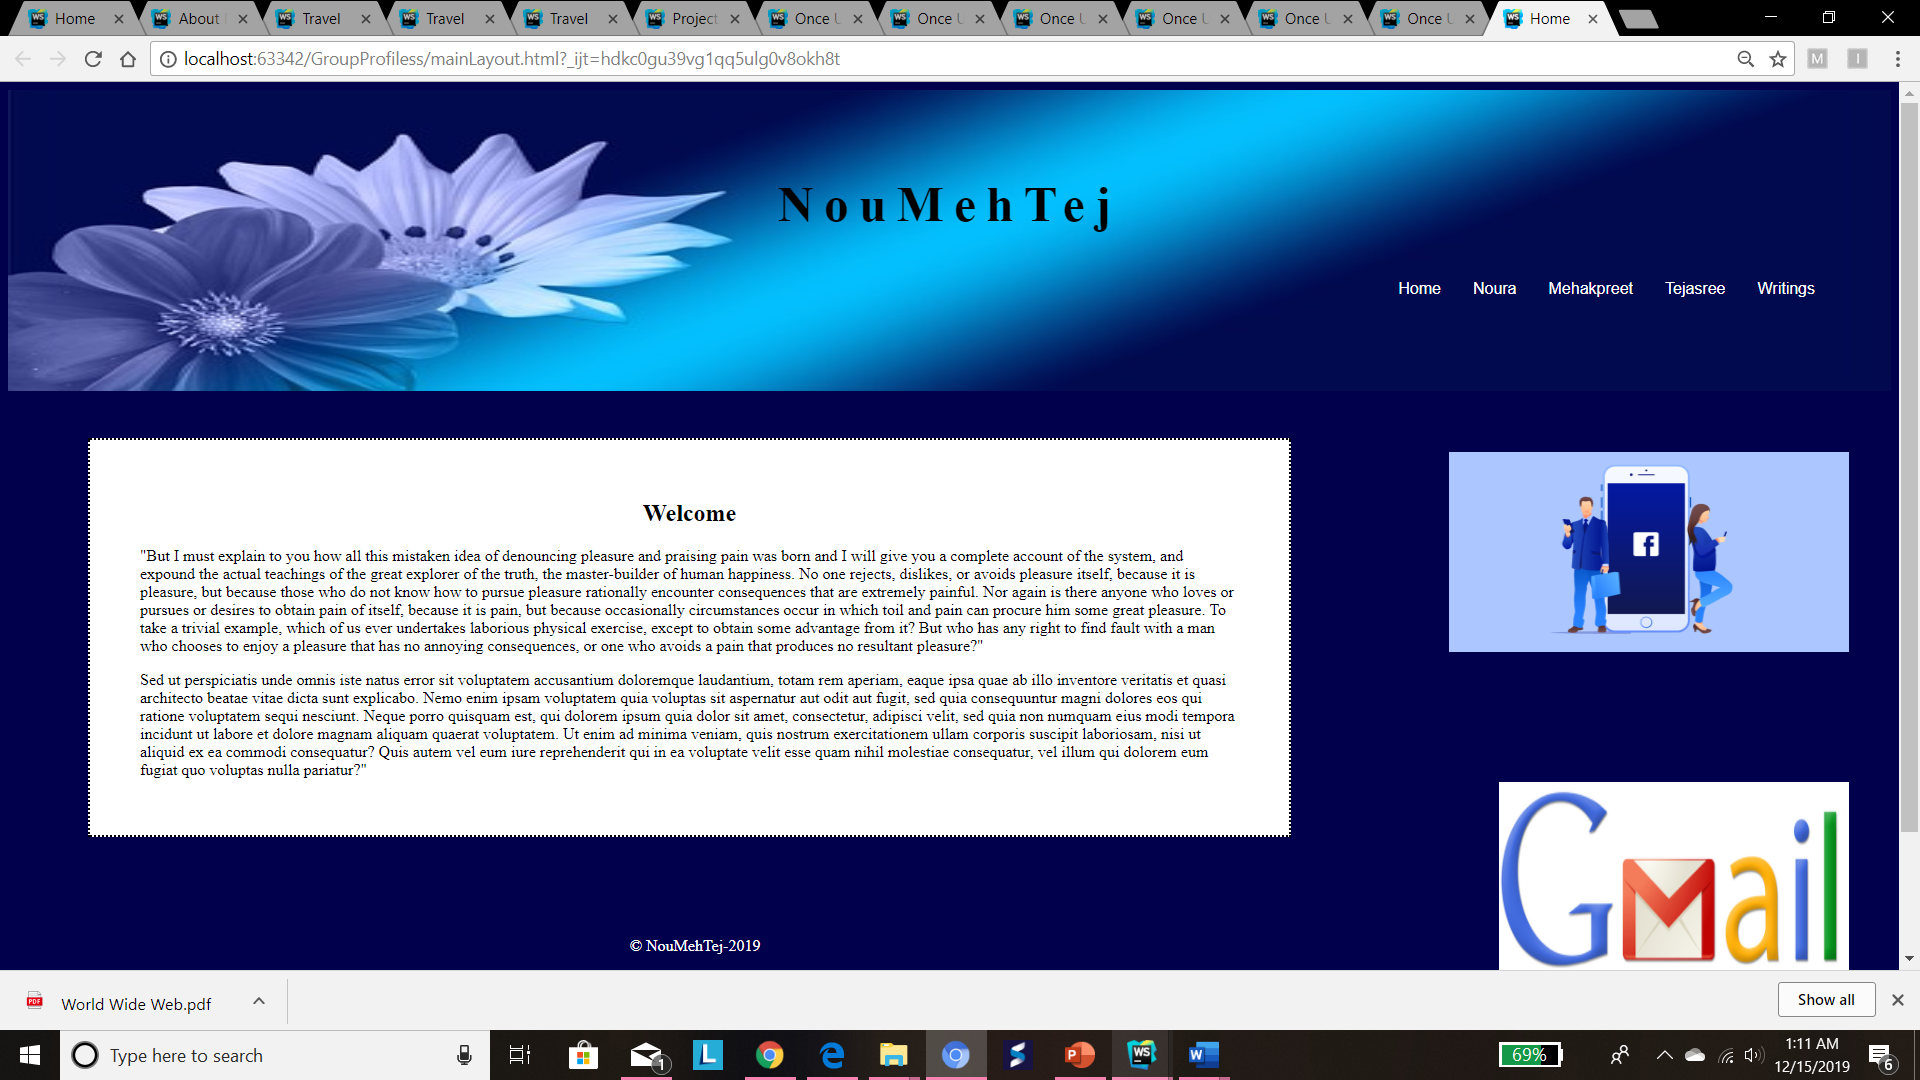 Home
About
Travel
Travel
Travel
Project
Once U
Once U
Once U
Once U
Once U
Once U
Home
localhost:63342/GroupProfiless/mainLayout.html?_ijt=hdkc0gu39vg1qq5ulg0v8okh8t
M
I
NouMehTej
Home Noura Mehakpreet Tejasree Writings
Welcome
"But I must explain to you how all this mistaken idea of denouncing pleasure and praising pain was born and I will give you a complete account of the system, and
expound the actual teachings of the great explorer of the truth, the master-builder of human happiness. No one rejects, dislikes, or avoids pleasure itself, because it is
pleasure, but because those who do not know how to pursue pleasure rationally encounter consequences that are extremely painful. Nor again is there anyone who loves or
pursues or desires to obtain pain of itself, because it is pain, but because occasionally circumstances occur in which toil and pain can procure him some great pleasure. To
take a trivial example, which of us ever undertakes laborious physical exercise, except to obtain some advantage from it? But who has any right to find fault with a man
who chooses to enjoy a pleasure that has no annoying consequences, or one who avoids a pain that produces no resultant pleasure?"
Sed ut perspiciatis unde omnis iste natus error sit voluptatem accusantium doloremque laudantium, totam rem aperiam, eaque ipsa quae ab illo inventore veritatis et quasi
architecto beatae vitae dicta sunt explicabo. Nemo enim ipsam voluptatem quia voluptas sit aspernatur aut odit aut fugit, sed quia consequuntur magni dolores eos qui
ratione voluptatem sequi nesciunt. Neque porro quisquam est, qui dolorem ipsum quia dolor sit amet, consectetur, adipisci velit, sed quia non numquam eius modi tempora
incidunt ut labore et dolore magnam aliquam quaerat voluptatem. Ut enim ad minima veniam, quis nostrum exercitationem ullam corporis suscipit laboriosam, nisi ut
aliquid ex ea commodi consequatur? Quis autem vel eum iure reprehenderit qui in ea voluptate velit esse quam nihil molestiae consequatur, vel illum qui dolorem eum
fugiat quo voluptas nulla pariatur?"
f
Gmail
© NouMehTej-2019
PDF
World Wide Web.pdf
Show all
Type here to search
1
L
S
P
WS
W
69%
1:11 AM
12/15/2019
6